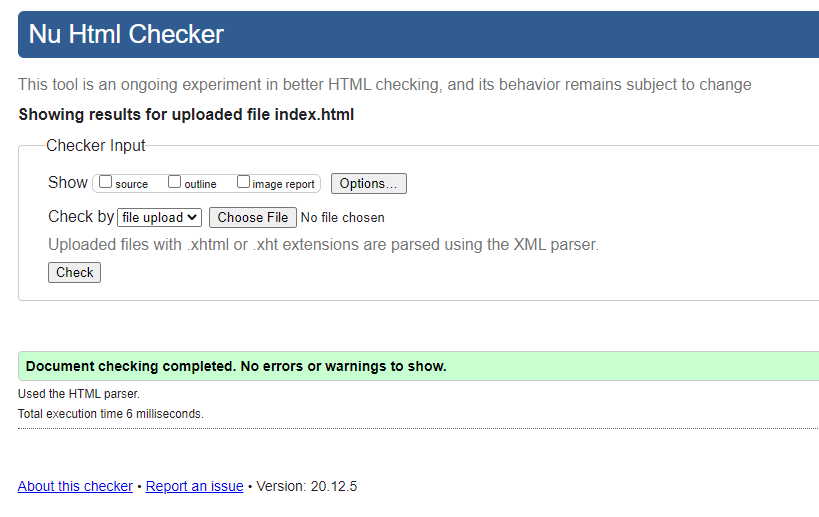 Nu Html Checker
This tool is an ongoing experiment in better HTML checking, and its behavior remains subject to change
Showing results for uploaded file index.html
Checker Input
Show source outline image report Options...
Check by file upload Choose File No file chosen
Uploaded files with .xhtml or .xht extensions are parsed using the XML parser.
Check
Document checking completed. No errors or warnings to show.
Used the HTML parser.
Total execution time 6 milliseconds.
About this checker • Report an issue • Version: 20.12.5